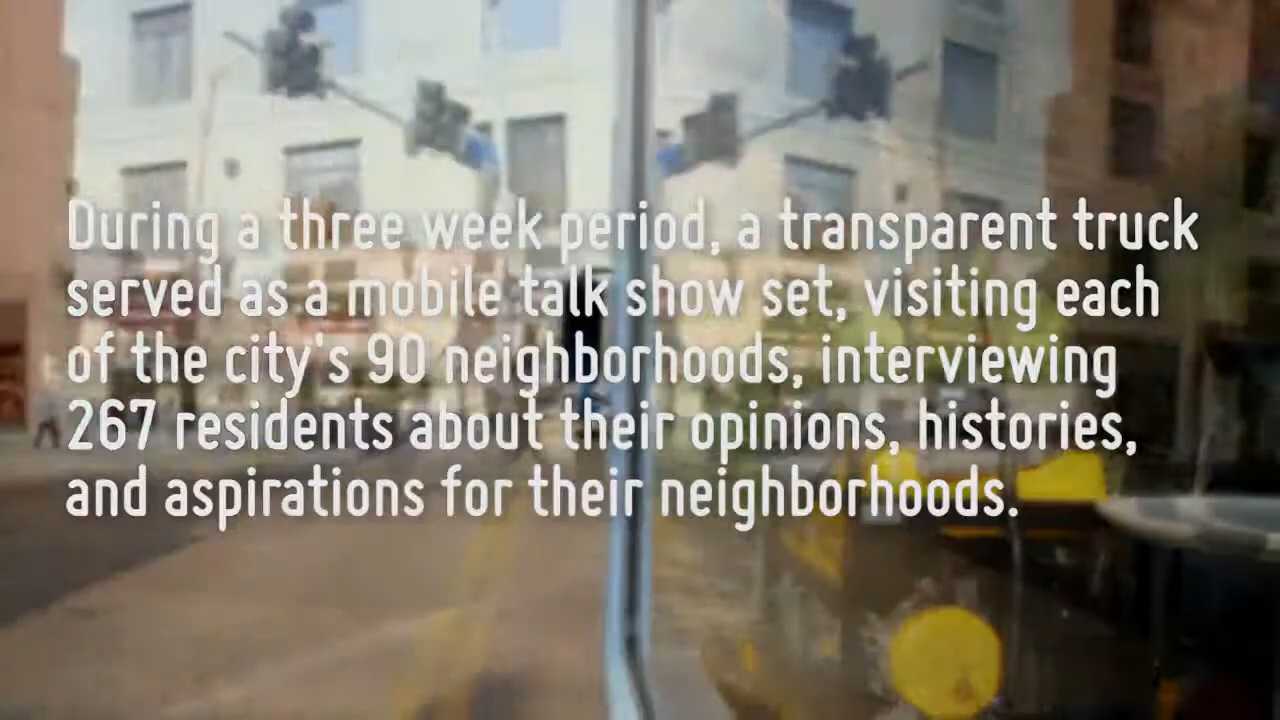 During a three week period, a transparent truck
served as a mobile talk show set, visiting each
of the city's 90 neighborhoods, interviewing
267 residents about their opinions, histories,
and aspirations for their neighborhoods.